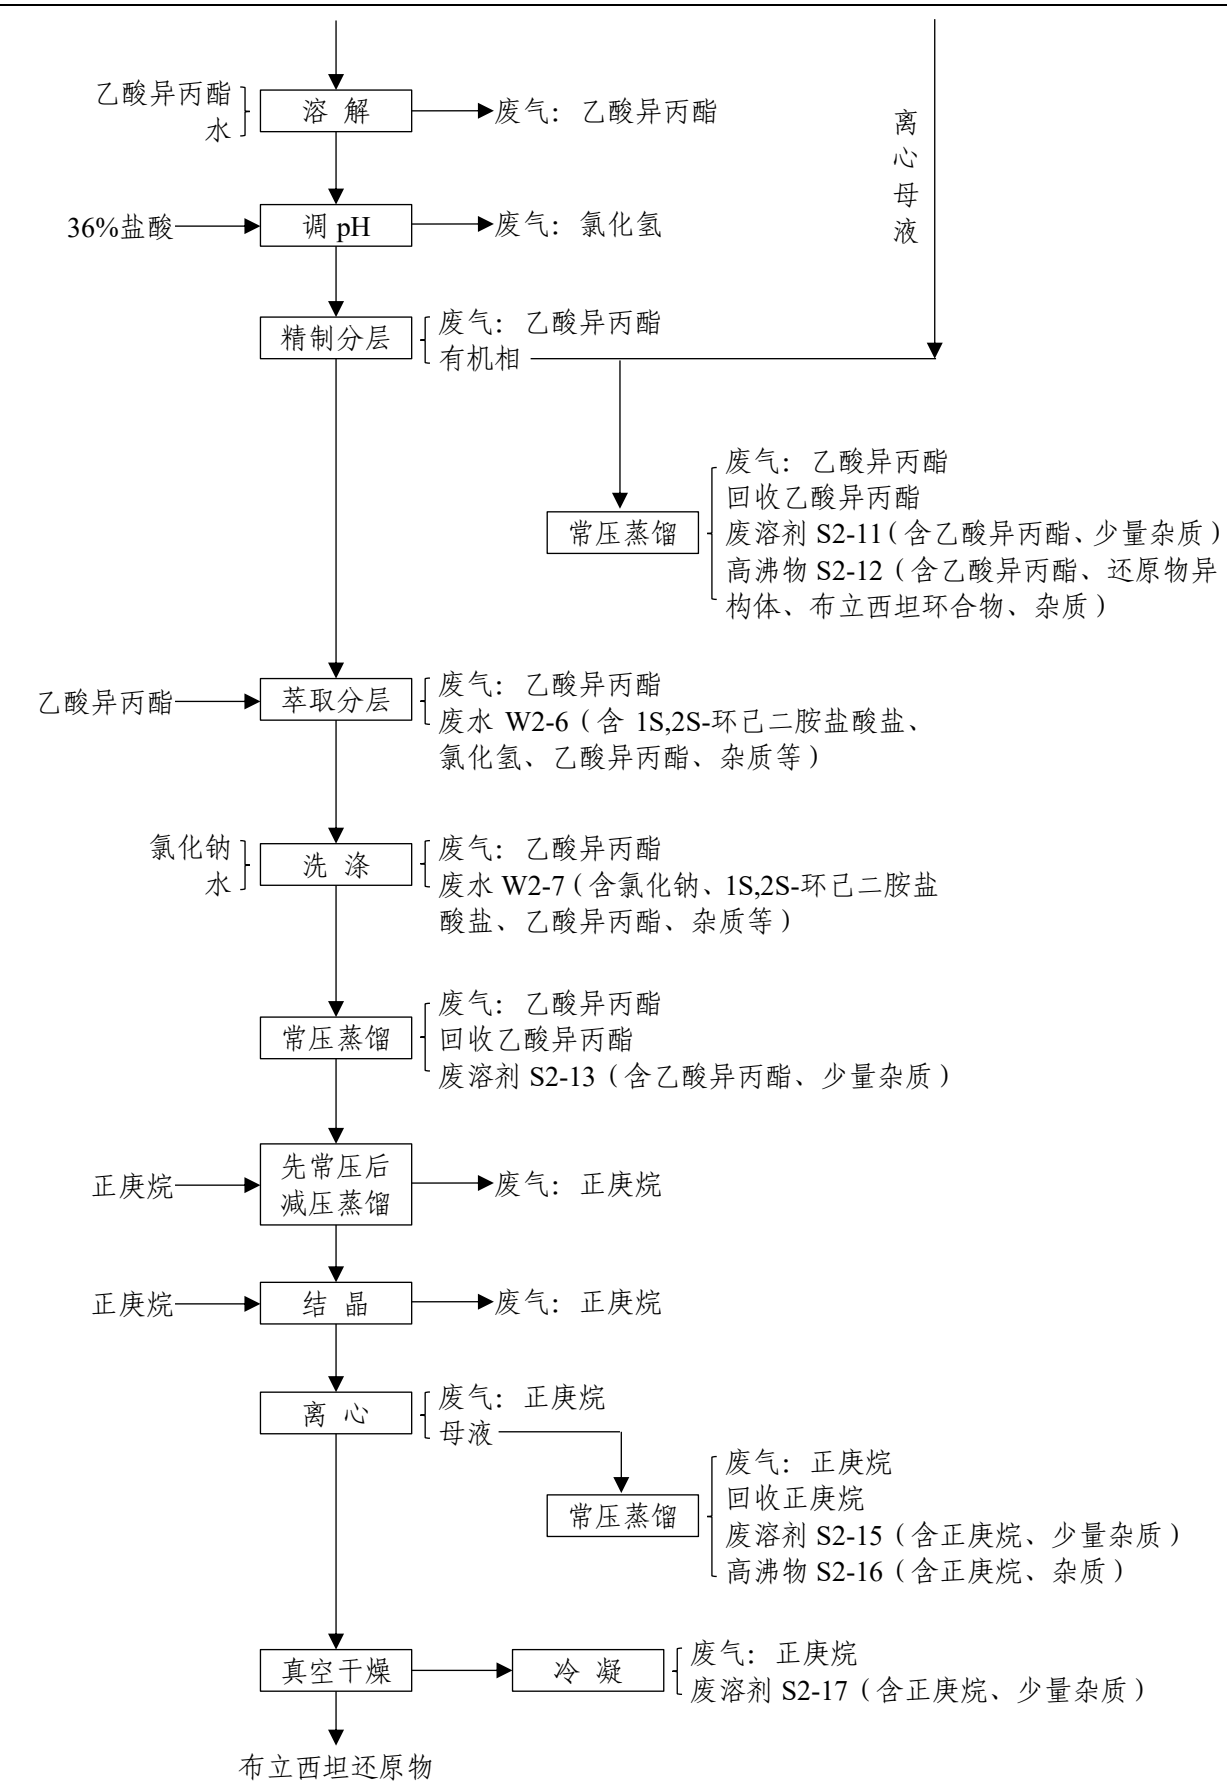 乙酸异丙酯
水
溶 解
废气：乙酸异丙酯
离心母液
36%盐酸
调 pH
废气：氯化氢
精制分层
废气：乙酸异丙酯
有机相
常压蒸馏
废气：乙酸异丙酯
回收乙酸异丙酯
废溶剂 S2-11（含乙酸异丙酯、少量杂质）
高沸物 S2-12（含乙酸异丙酯、还原物异
构体、布立西坦环合物、杂质）
乙酸异丙酯
萃取分层
废气：乙酸异丙酯
废水 W2-6（含 1S,2S-环己二胺盐酸盐、
氯化氢、乙酸异丙酯、杂质等）
氯化钠
水
洗 涤
废气：乙酸异丙酯
废水 W2-7（含氯化钠、1S,2S-环己二胺盐
酸盐、乙酸异丙酯、杂质等）
常压蒸馏
废气：乙酸异丙酯
回收乙酸异丙酯
废溶剂 S2-13（含乙酸异丙酯、少量杂质）
正庚烷
先常压后
减压蒸馏
废气：正庚烷
正庚烷
结 晶
废气：正庚烷
离 心
废气：正庚烷
母液
常压蒸馏
废气：正庚烷
回收正庚烷
废溶剂 S2-15（含正庚烷、少量杂质）
高沸物 S2-16（含正庚烷、杂质）
真空干燥
冷 凝
废气：正庚烷
废溶剂 S2-17（含正庚烷、少量杂质）
布立西坦还原物